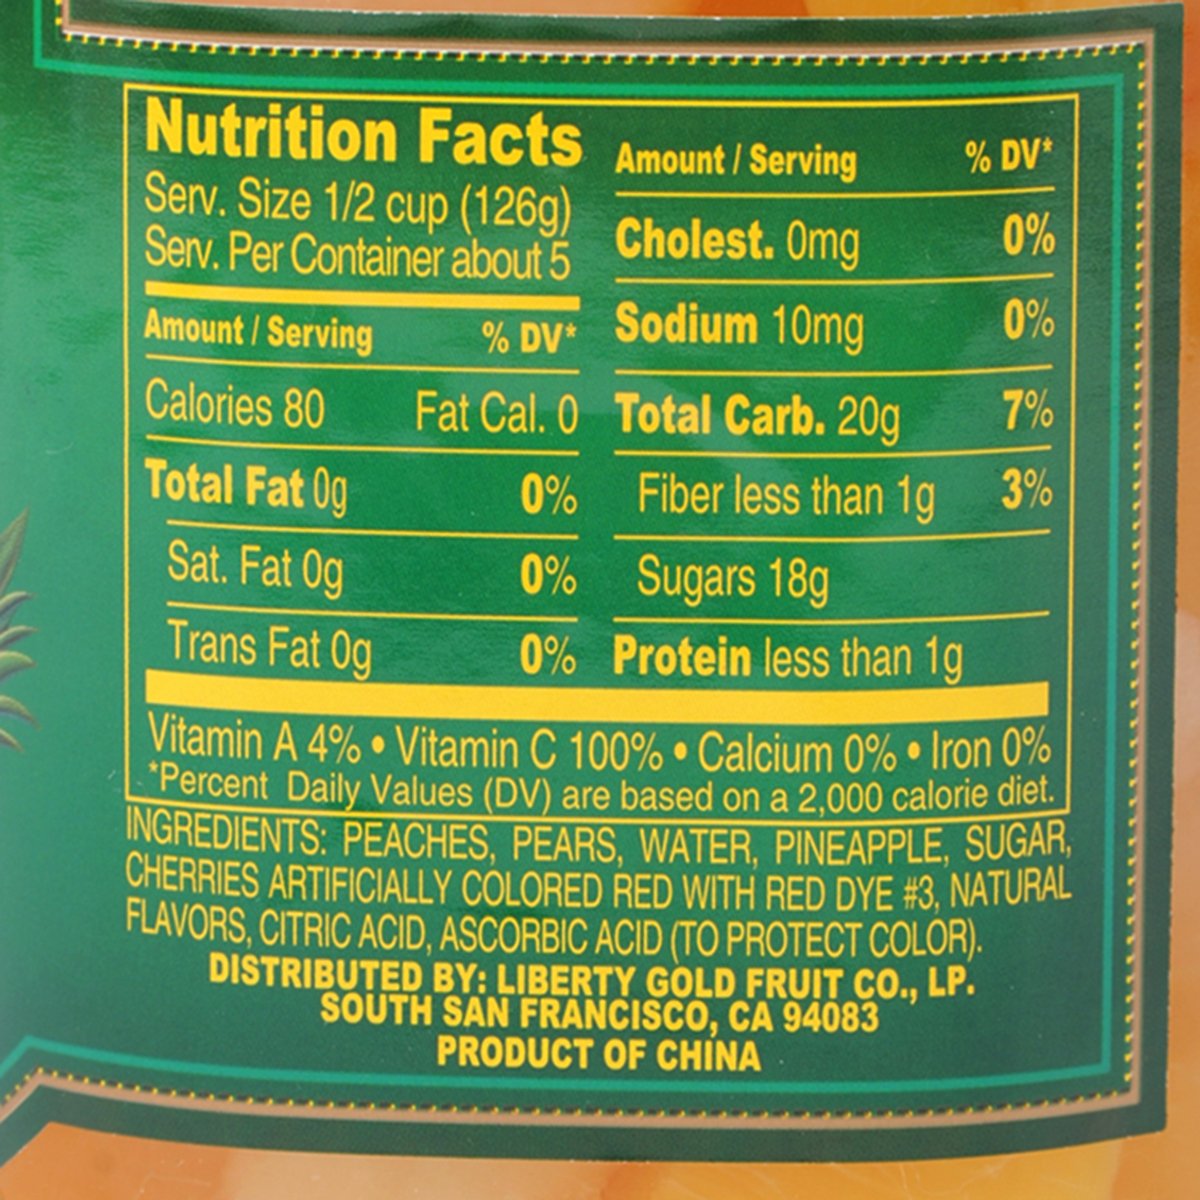 Nutrition Facts
Serv. Size 1/2 cup (126g)
Serv. Per Container about 5
Amount / Serving % DV*
Calories 80 Fat Cal. 0
Total Fat 0g 0%
Sat. Fat 0g 0%
Trans Fat 0g 0%
Amount / Serving % DV*
Cholest. 0mg 0%
Sodium 10mg 0%
Total Carb. 20g 7%
Fiber less than 1g 3%
Sugars 18g
Protein less than 1g
Vitamin A 4% • Vitamin C 100% • Calcium 0% • Iron 0%
*Percent Daily Values (DV) are based on a 2,000 calorie diet.
INGREDIENTS: PEACHES, PEARS, WATER, PINEAPPLE, SUGAR,
CHERRIES ARTIFICIALLY COLORED RED WITH RED DYE #3, NATURAL
FLAVORS, CITRIC ACID, ASCORBIC ACID (TO PROTECT COLOR).
DISTRIBUTED BY: LIBERTY GOLD FRUIT CO., LP.
SOUTH SAN FRANCISCO, CA 94083
PRODUCT OF CHINA